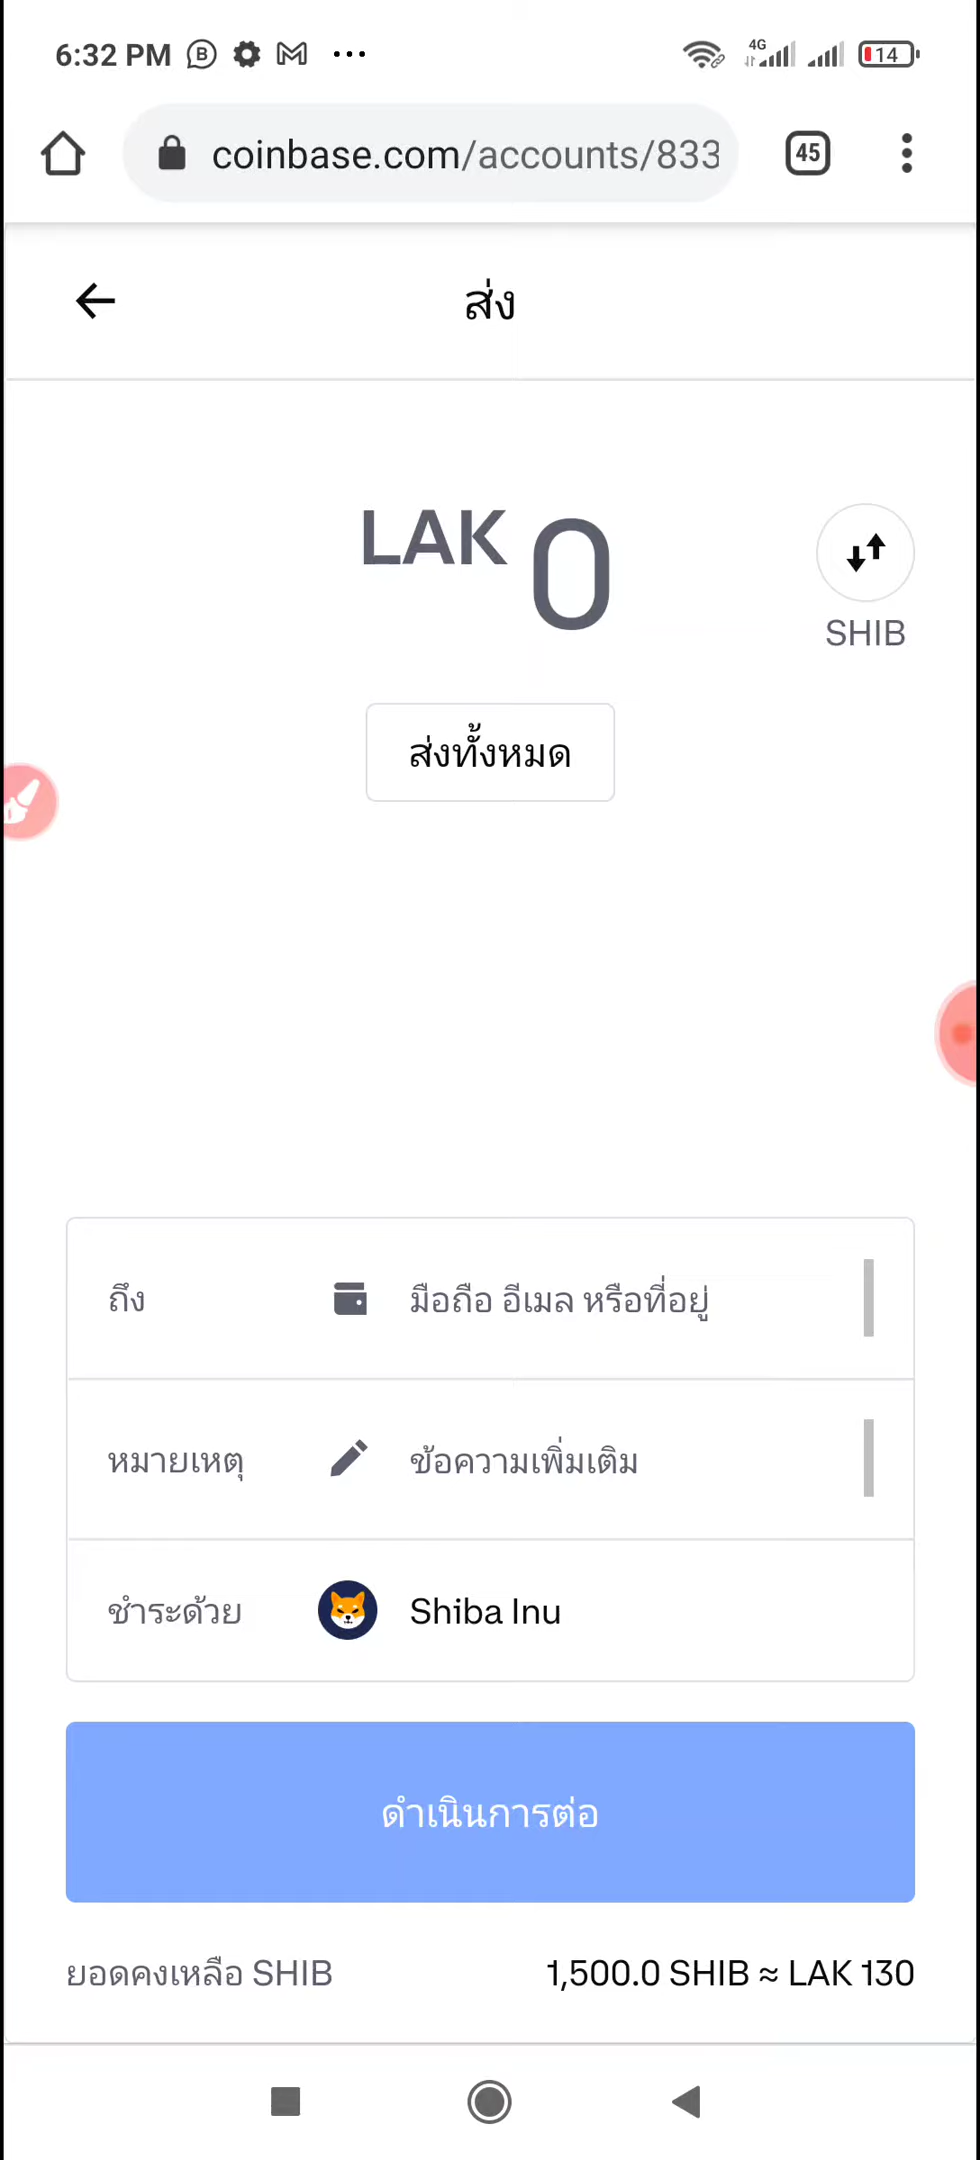 6:32 PM B ... 4G 14
coinbase.com/accounts/833 45
ส่ง
LAK 0
SHIB
ส่งทั้งหมด
ถึง มือถือ อีเมล หรือที่อยู่
หมายเหตุ ข้อความเพิ่มเติม
ชำระด้วย Shiba Inu
ดำเนินการต่อ
ยอดคงเหลือ SHIB 1,500.0 SHIB ≈ LAK 130